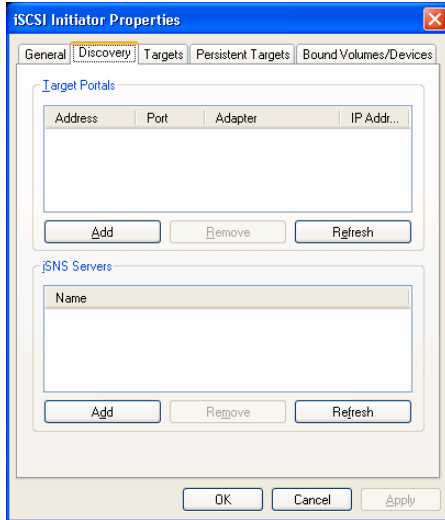 iSCSI Initiator Properties
General Discovery Targets Persistent Targets Bound Volumes/Devices
Target Portals
Address Port Adapter IP Addr...
Add Remove Refresh
iSNS Servers
Name
Add Remove Refresh
OK Cancel Apply